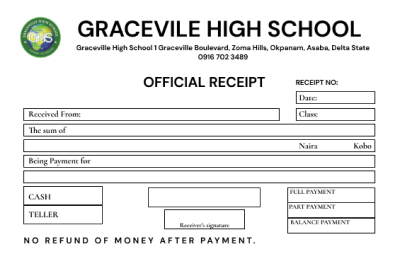 GRACEVILE HIGH SCHOOL
Gracevile High School 1 Graceville Boulevard, Zoma Hills, Okpanam, Asaba, Delta State
0916 702 3489
OFFICIAL RECEIPT
RECEIPT NO:
Date:
Received From:
Class:
The sum of
Naira Kobo
Being Payment for
CASH
TELLER
Receiver's signature
FULL PAYMENT
PART PAYMENT
BALANCE PAYMENT
NO REFUND OF MONEY AFTER PAYMENT.